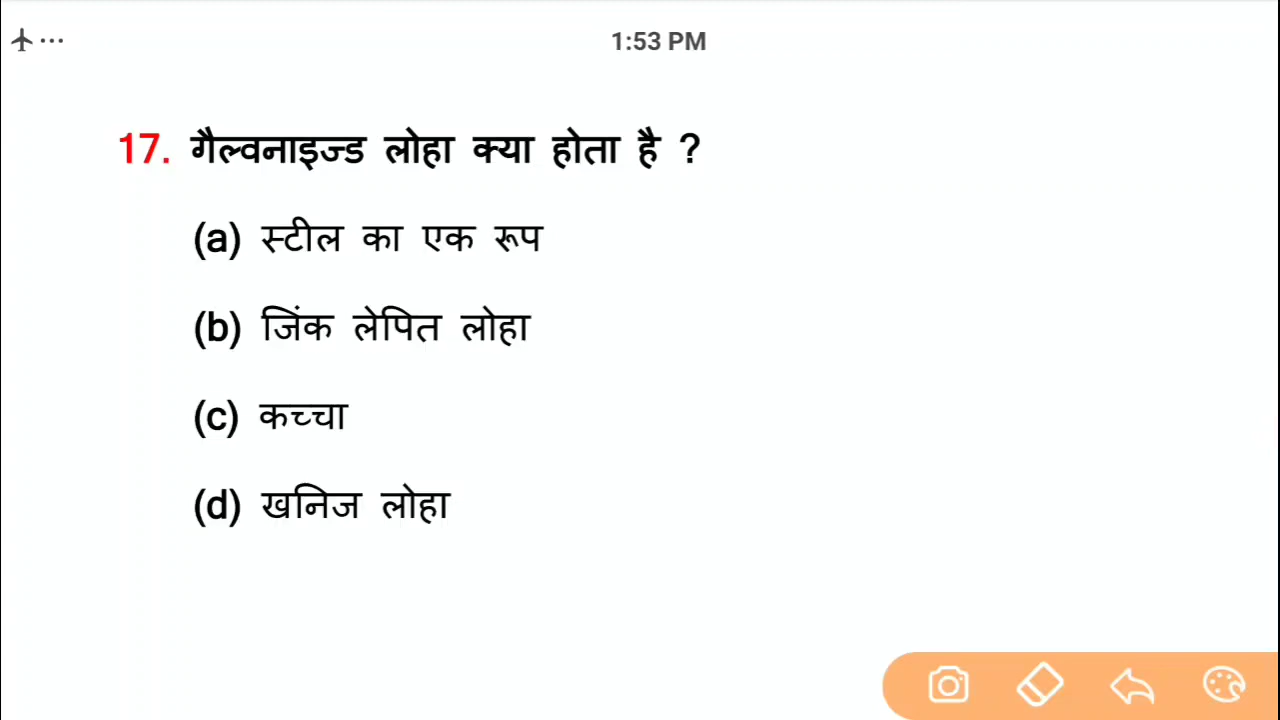 1:53 PM
17. गैल्वनाइज्ड लोहा क्या होता है ?
(a) स्टील का एक रूप
(b) जिंक लेपित लोहा
(c) कच्चा
(d) खनिज लोहा